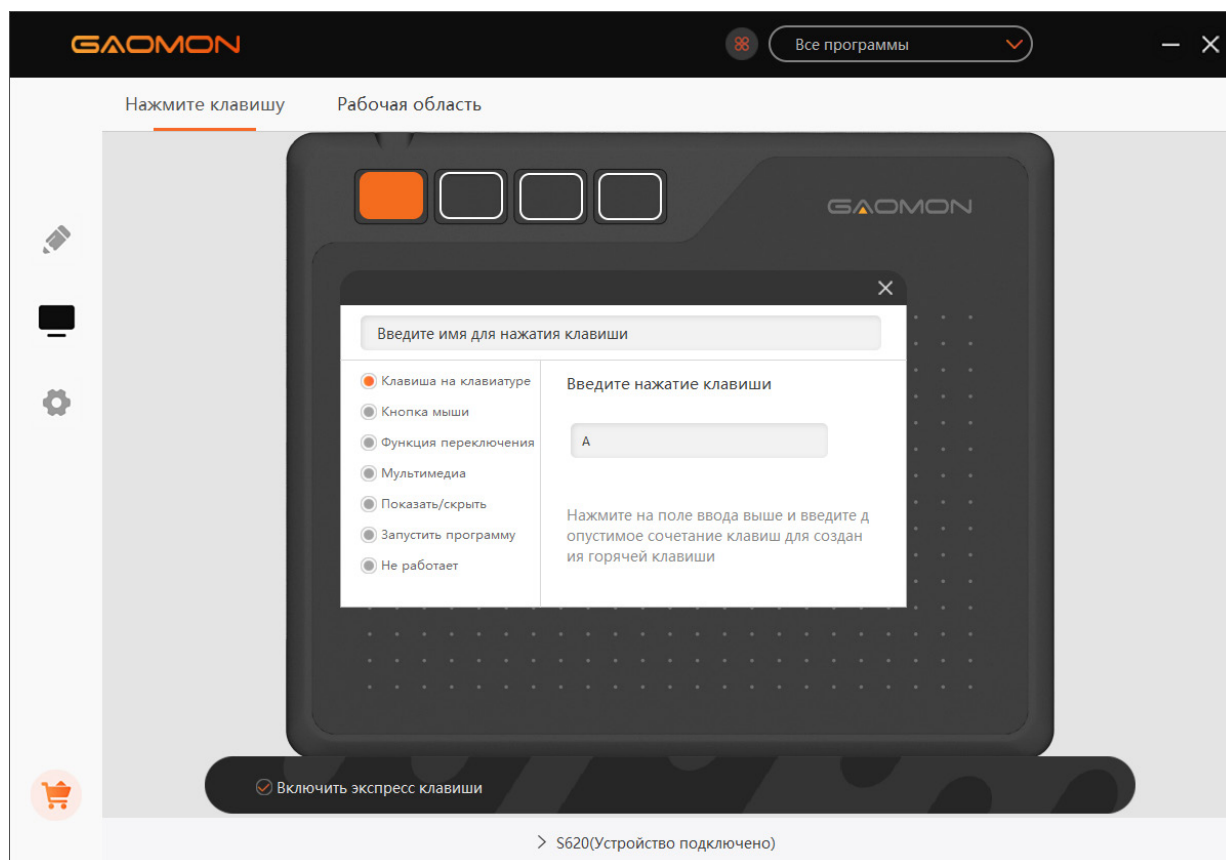 GAOMON
Все программы
Нажмите клавишу
Рабочая область
GAOMON
Введите имя для нажатия клавиши
Клавиша на клавиатуре
Кнопка мыши
Функция переключения
Мультимедиа
Показать/скрыть
Запустить программу
Не работает
Введите нажатие клавиши
A
Нажмите на поле ввода выше и введите д
опустимое сочетание клавиш для создан
ия горячей клавиши
Включить экспресс клавиши
S620(Устройство подключено)